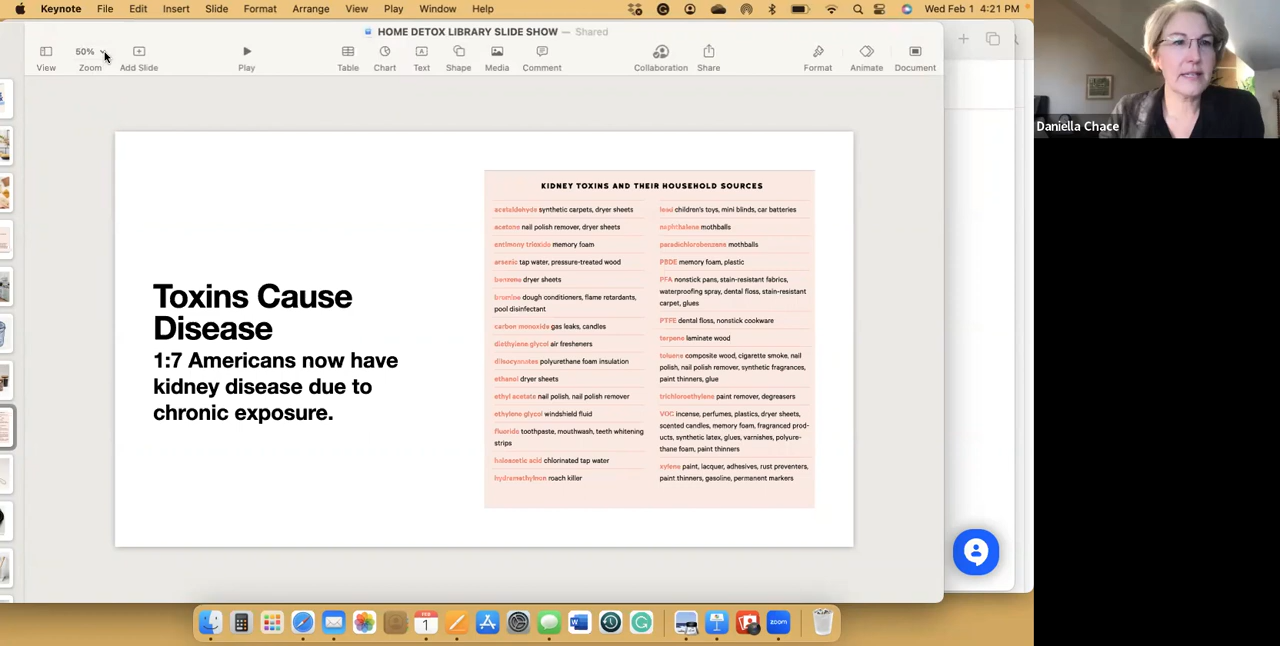 Keynote File Edit Insert Slide Format Arrange View Play Window Help
Wed Feb 1 4:21 PM
HOME DETOX LIBRARY SLIDE SHOW — Shared
50%
View Zoom Add Slide Play Table Chart Text Shape Media Comment Collaboration Share Format Animate Document
Daniella Chace
Toxins Cause
Disease
1:7 Americans now have
kidney disease due to
chronic exposure.
KIDNEY TOXINS AND THEIR HOUSEHOLD SOURCES
acetaldehyde synthetic carpets, dryer sheets
acetone nail polish remover, dryer sheets
antimony trioxide memory foam
arsenic tap water, pressure-treated wood
benzene dryer sheets
bromine dough conditioners, flame retardants,
pool disinfectant
carbon monoxide gas leaks, candles
diethylene glycol air fresheners
diisocyanates polyurethane foam insulation
ethanol dryer sheets
ethyl acetate nail polish, nail polish remover
ethylene glycol windshield fluid
fluoride toothpaste, mouthwash, teeth whitening
strips
haloacetic acid chlorinated tap water
hydramethylnon roach killer
lead children's toys, mini blinds, car batteries
naphthalene mothballs
paradichlorobenzene mothballs
PBDE memory foam, plastic
PFA nonstick pans, stain-resistant fabrics,
waterproofing spray, dental floss, stain-resistant
carpet, glues
PTFE dental floss, nonstick cookware
terpene laminate wood
toluene composite wood, cigarette smoke, nail
polish, nail polish remover, synthetic fragrances,
paint thinners, glue
trichloroethylene paint remover, degreasers
VOC incense, perfumes, plastics, dryer sheets,
scented candles, memory foam, fragranced prod-
ucts, synthetic latex, glues, varnishes, polyure-
thane foam, paint thinners
xylene paint, lacquer, adhesives, rust preventers,
paint thinners, gasoline, permanent markers
FEB
1
zoom